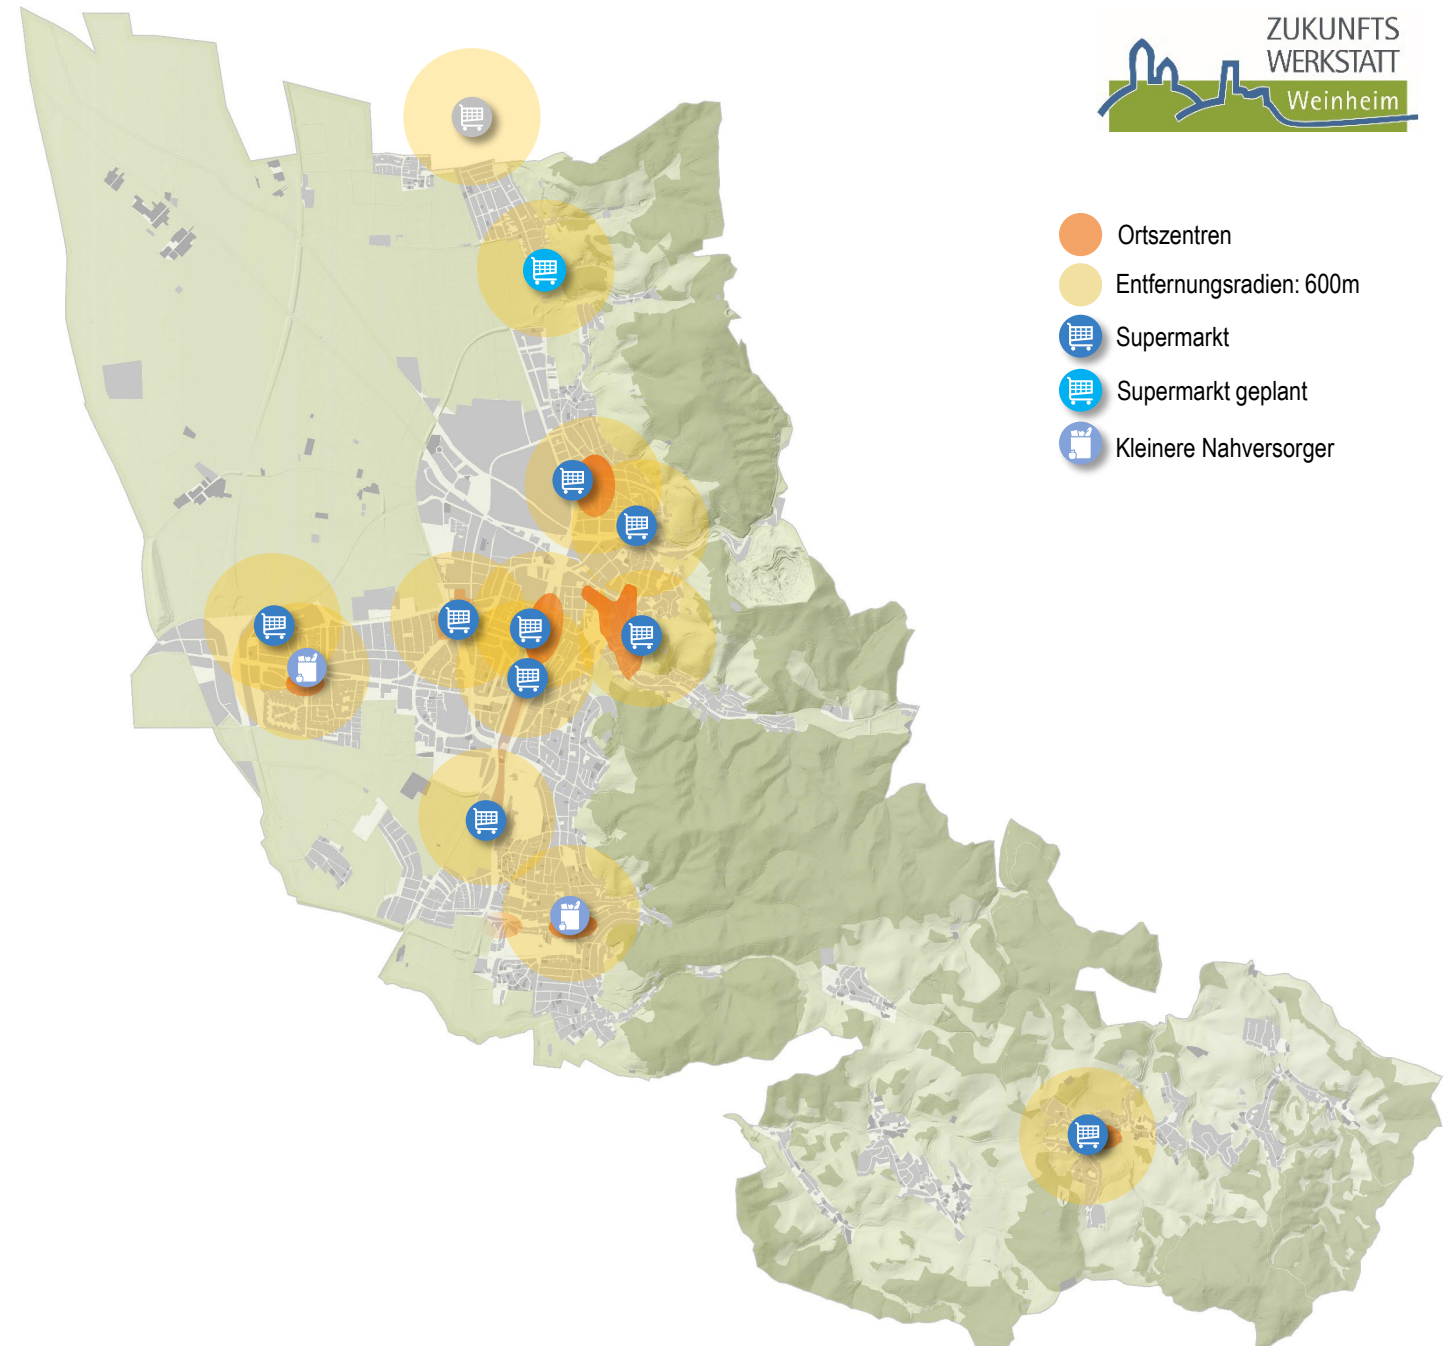 ZUKUNFTS
WERKSTATT
Weinheim
Ortszentren
Entfernungsradien: 600m
Supermarkt
Supermarkt geplant
Kleinere Nahversorger